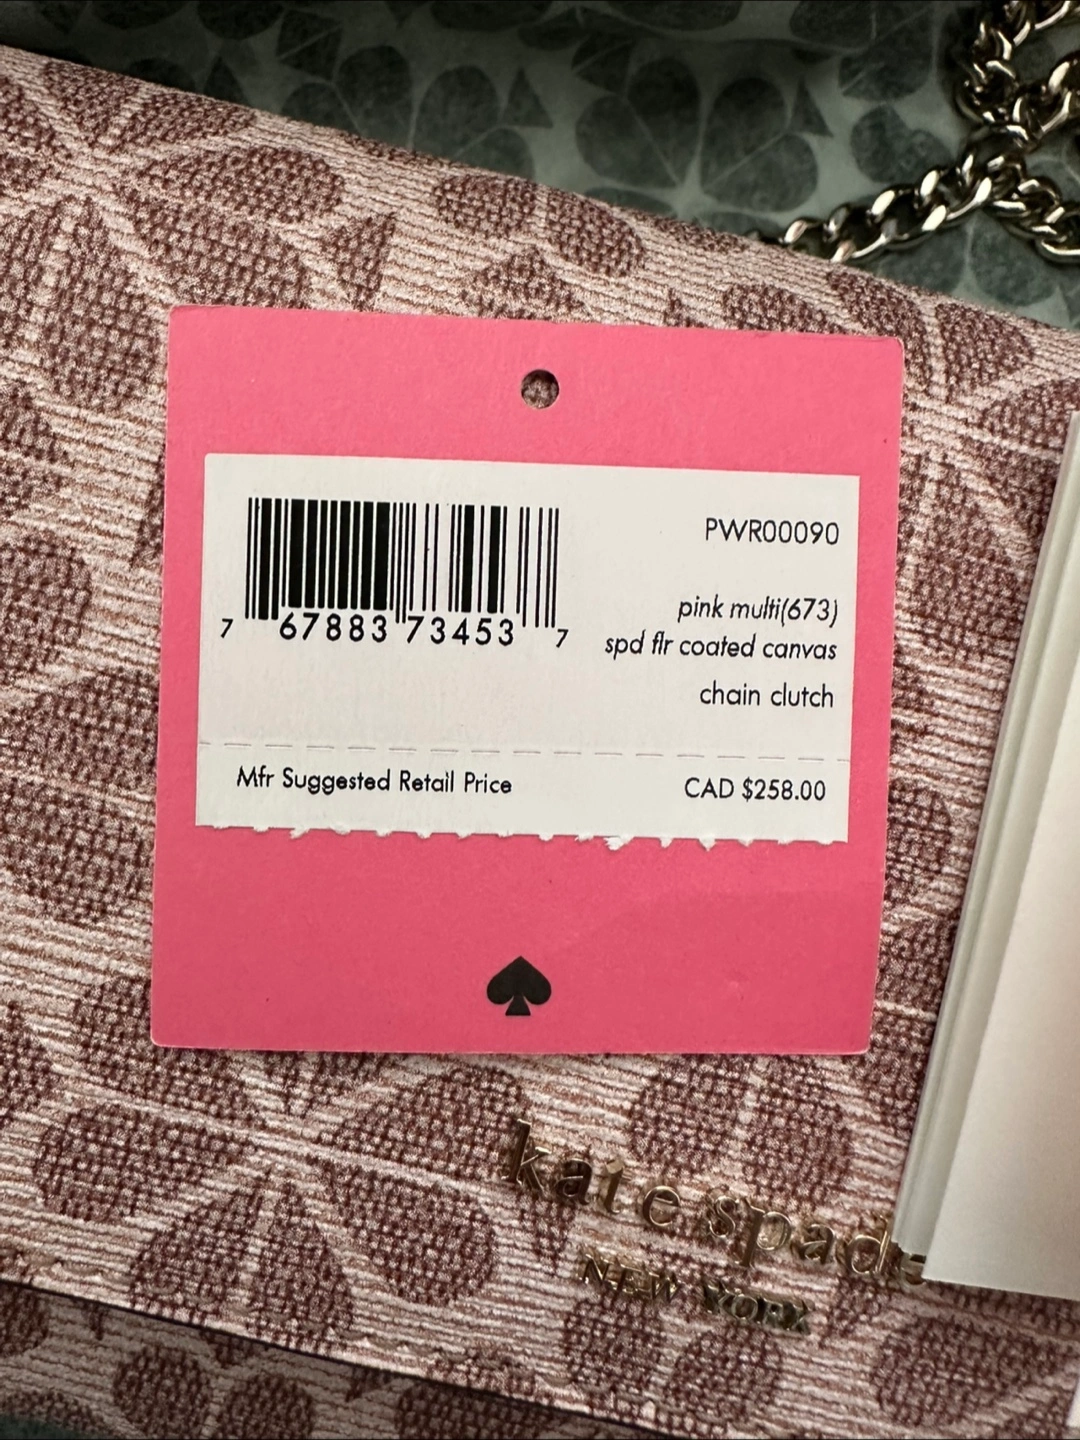 PWR00090
7 67883 73453 7
pink multi(673)
spd flr coated canvas
chain clutch
Mfr Suggested Retail Price CAD $258.00
kate spade
NEW YORK